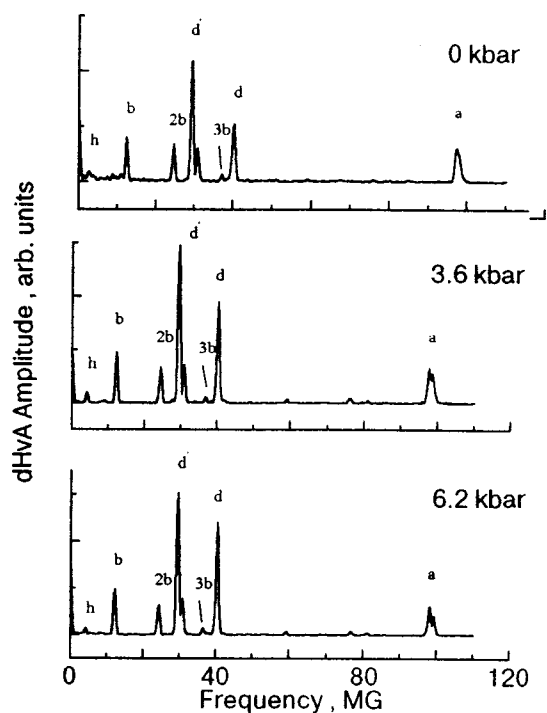 d'
0 kbar
d
a
b
2b
3b
h
dHvA Amplitude, arb. units
d'
3.6 kbar
d
b
a
2b
3b
h
d'
6.2 kbar
d
b
a
2b
3b
h
0 40 80 120
Frequency , MG